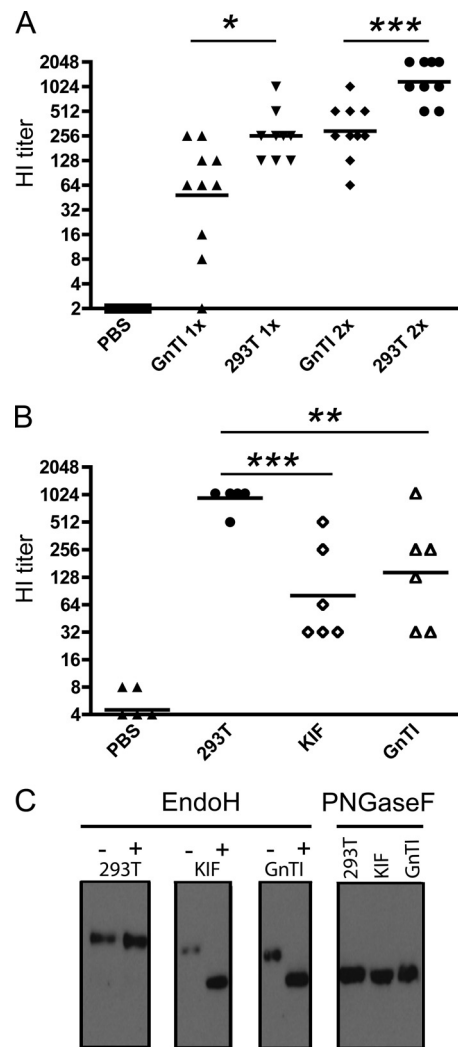 A
* ***
HI titer
2048
1024
512
256
128
64
32
16
8
4
2
PBS
GnTI 1x
293T 1x
GnTI 2x
293T 2x
B
**
***
HI titer
2048
1024
512
256
128
64
32
16
8
4
PBS
293T
KIF
GnTI
C
EndoH PNGaseF
- + - + - +
293T KIF GnTI 293T KIF GnTI